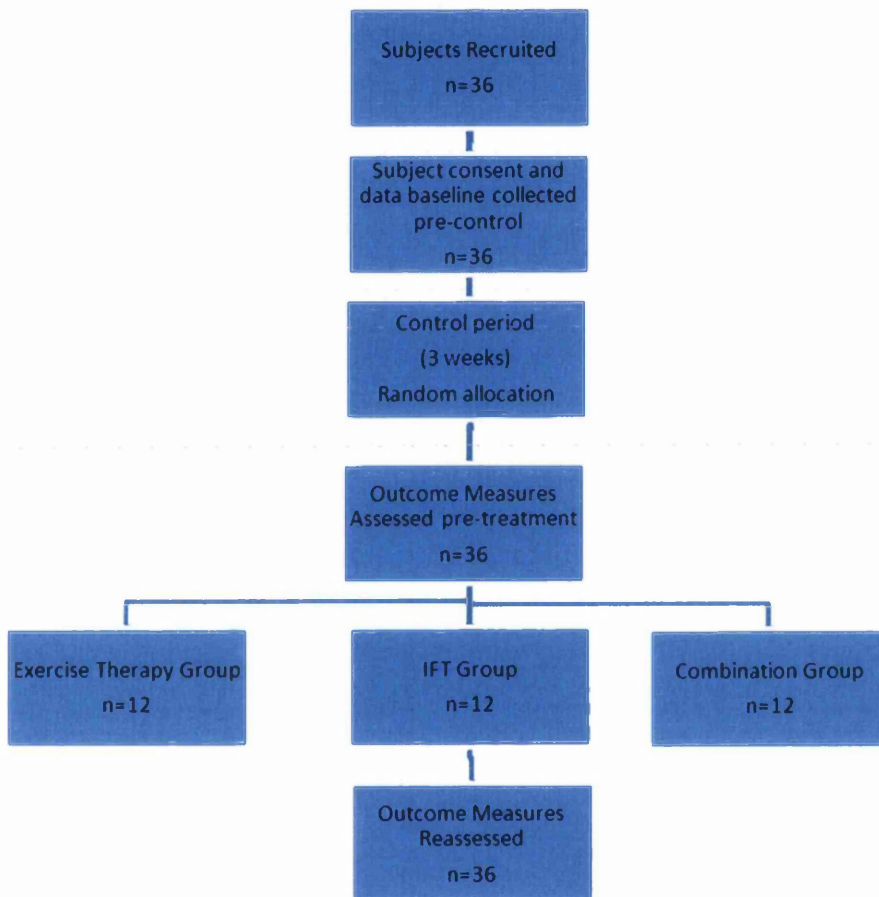 Subjects Recruited
n=36
Subject consent and
data baseline collected
pre-control
n=36
Control period
(3 weeks)
Random allocation
Outcome Measures
Assessed pre-treatment
n=36
Exercise Therapy Group
n=12
IFT Group
n=12
Combination Group
n=12
Outcome Measures
Reassessed
n=36